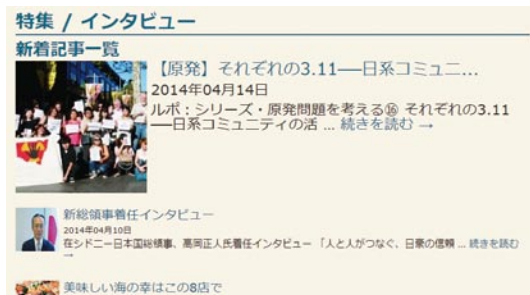 特集 / インタビュー
新着記事一覧
【原発】それぞれの3.11──日系コミュニ...
2014年04月14日
ルポ：シリーズ・原発問題を考える⑯ それぞれの3.11
──日系コミュニティの活 ... 続きを読む →
新総領事着任インタビュー
2014年04月10日
在シドニー日本国総領事、高岡正人氏着任インタビュー 「人と人がつなぐ、日豪の信頼 ... 続きを読む
→
美味しい海の幸はこの8店で